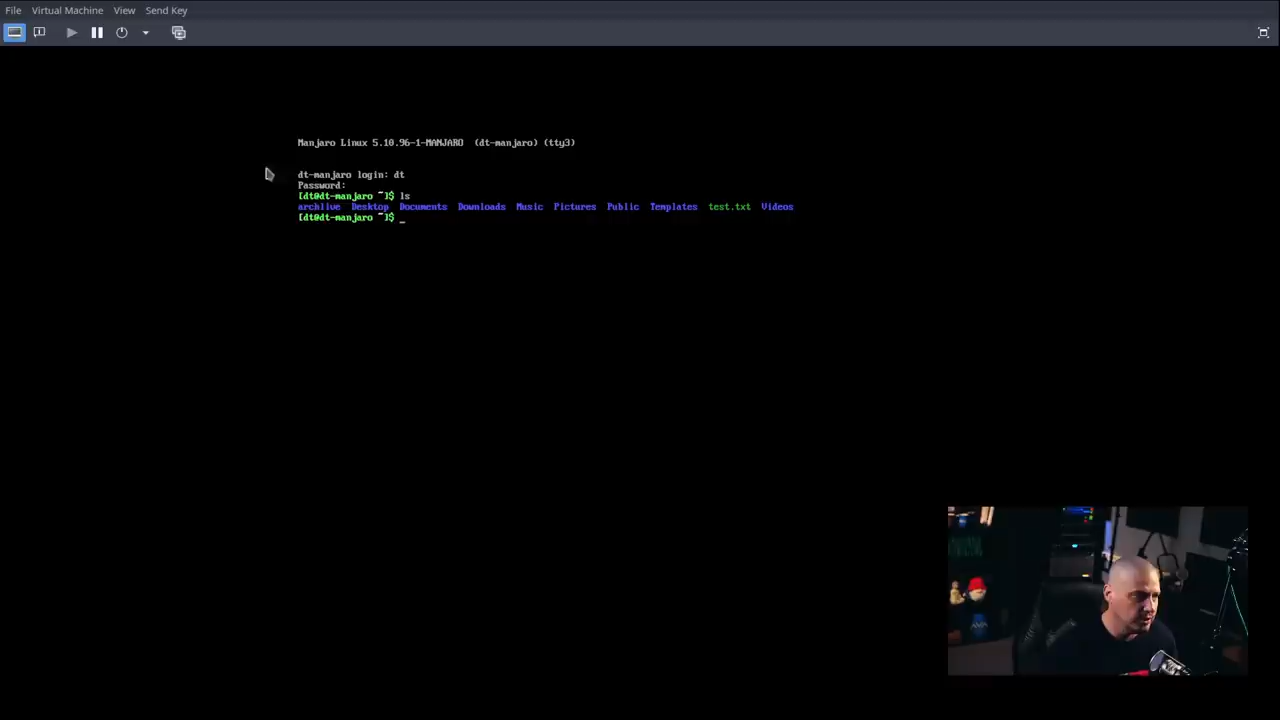 File Virtual Machine View Send Key
Manjaro Linux 5.10.96-1-MANJARO (dt-manjaro) (tty3)
dt-manjaro login: dt
Password:
[dt@dt-manjaro ~]$ ls
archlive Desktop Documents Downloads Music Pictures Public Templates test.txt Videos
[dt@dt-manjaro ~]$ _